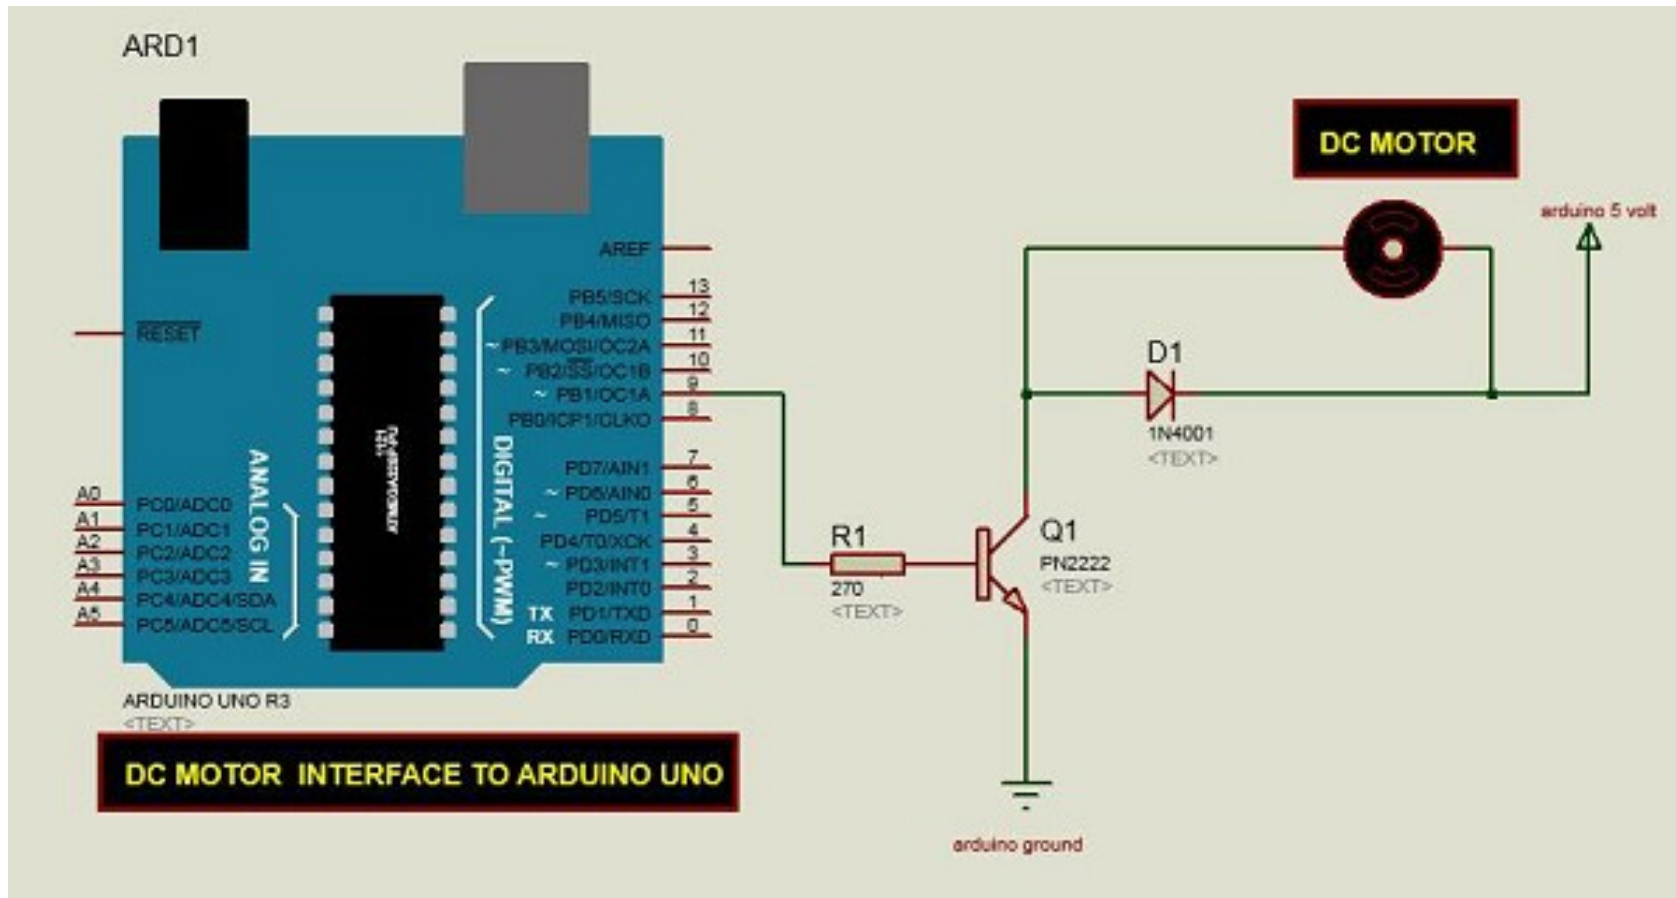 ARD1
DC MOTOR
arduino 5 volt
AREF
13
PB5/SCK
12
PB4/MISO
RESET
11
~ PB3/MOSI/OC2A
10
~ PB2/SS/OC1B
9
~ PB1/OC1A
8
PB0/ICP1/CLKO
D1
1N4001
<TEXT>
7
PD7/AIN1
6
~ PD6/AIN0
5
~ PD5/T1
4
PD4/T0/XCK
3
~ PD3/INT1
2
PD2/INT0
1
TX PD1/TXD
0
RX PD0/RXD
DIGITAL (~PWM)
ANALOG IN
A0
PC0/ADC0
A1
PC1/ADC1
A2
PC2/ADC2
A3
PC3/ADC3
A4
PC4/ADC4/SDA
A5
PC5/ADC5/SCL
R1
270
<TEXT>
Q1
PN2222
<TEXT>
ARDUINO UNO R3
<TEXT>
DC MOTOR INTERFACE TO ARDUINO UNO
arduino ground